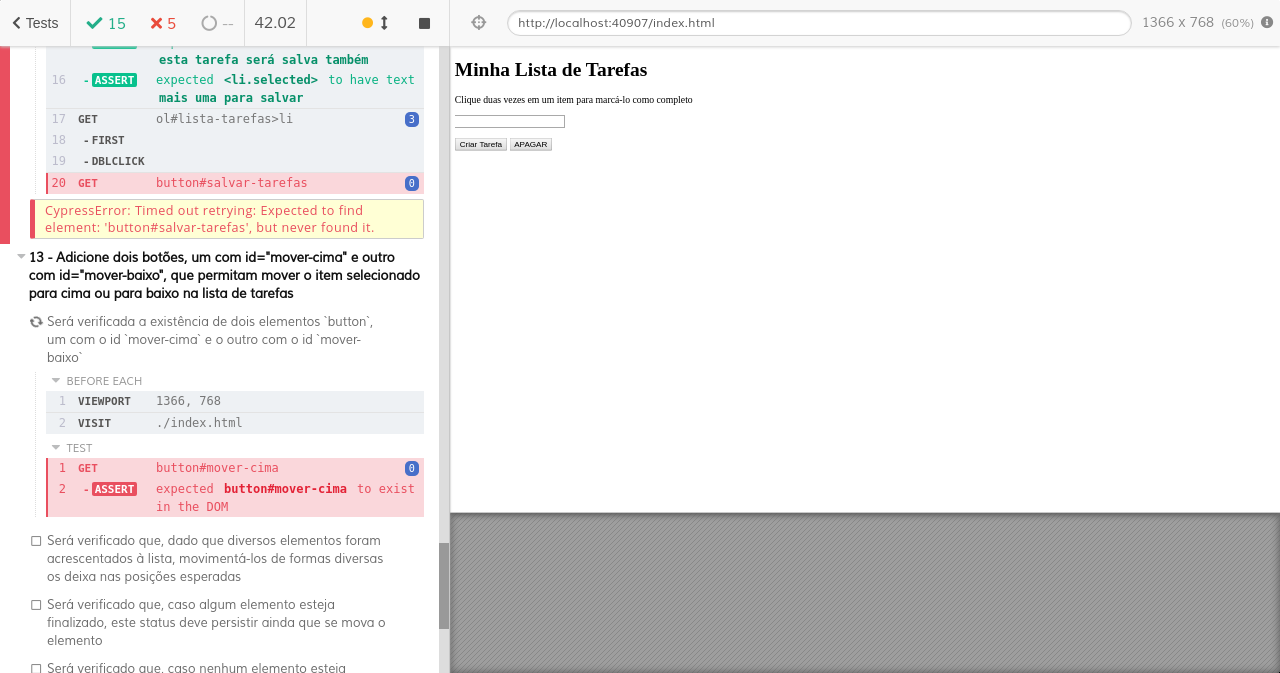 Tests
15
5
--
42.02
http://localhost:40907/index.html
1366 x 768 (60%)
esta tarefa será salva também
16 - ASSERT expected <li.selected> to have text
mais uma para salvar
17 GET ol#lista-tarefas>li 3
18 - FIRST
19 - DBLCLICK
20 GET button#salvar-tarefas 0
CypressError: Timed out retrying: Expected to find
element: 'button#salvar-tarefas', but never found it.
13 - Adicione dois botões, um com id="mover-cima" e outro
com id="mover-baixo", que permitam mover o item selecionado
para cima ou para baixo na lista de tarefas
Será verificada a existência de dois elementos `button`,
um com o id `mover-cima` e o outro com o id `mover-
baixo`
BEFORE EACH
1 VIEWPORT 1366, 768
2 VISIT ./index.html
TEST
1 GET button#mover-cima 0
2 - ASSERT expected button#mover-cima to exist
in the DOM
Será verificado que, dado que diversos elementos foram
acrescentados à lista, movimentá-los de formas diversas
os deixa nas posições esperadas
Será verificado que, caso algum elemento esteja
finalizado, este status deve persistir ainda que se mova o
elemento
Será verificado que, caso nenhum elemento esteja
Minha Lista de Tarefas
Clique duas vezes em um item para marcá-lo como completo
Criar Tarefa APAGAR